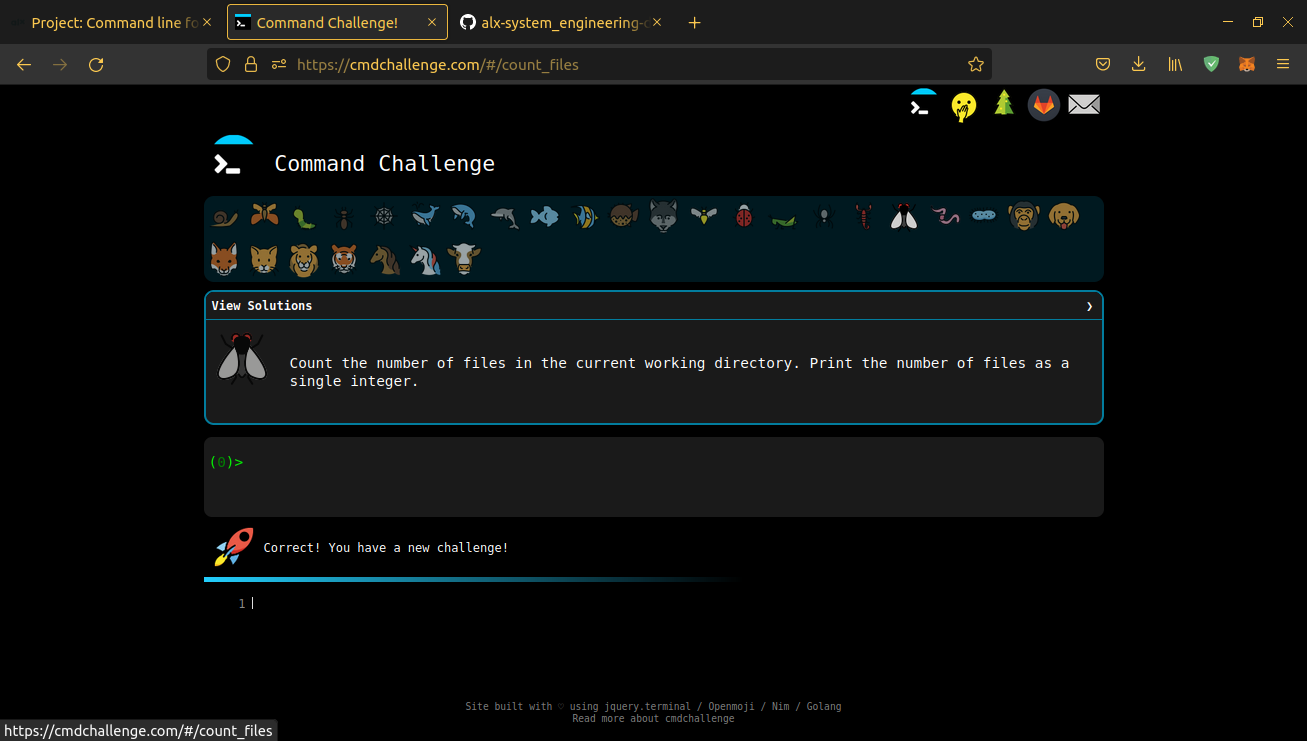 Project: Command line fo
Command Challenge!
alx-system_engineering-
https://cmdchallenge.com/#/count_files
Command Challenge
View Solutions
Count the number of files in the current working directory. Print the number of files as a
single integer.
(0)>
Correct! You have a new challenge!
1
Site built with ♡ using jquery.terminal / Openmoji / Nim / Golang
Read more about cmdchallenge
https://cmdchallenge.com/#/count_files